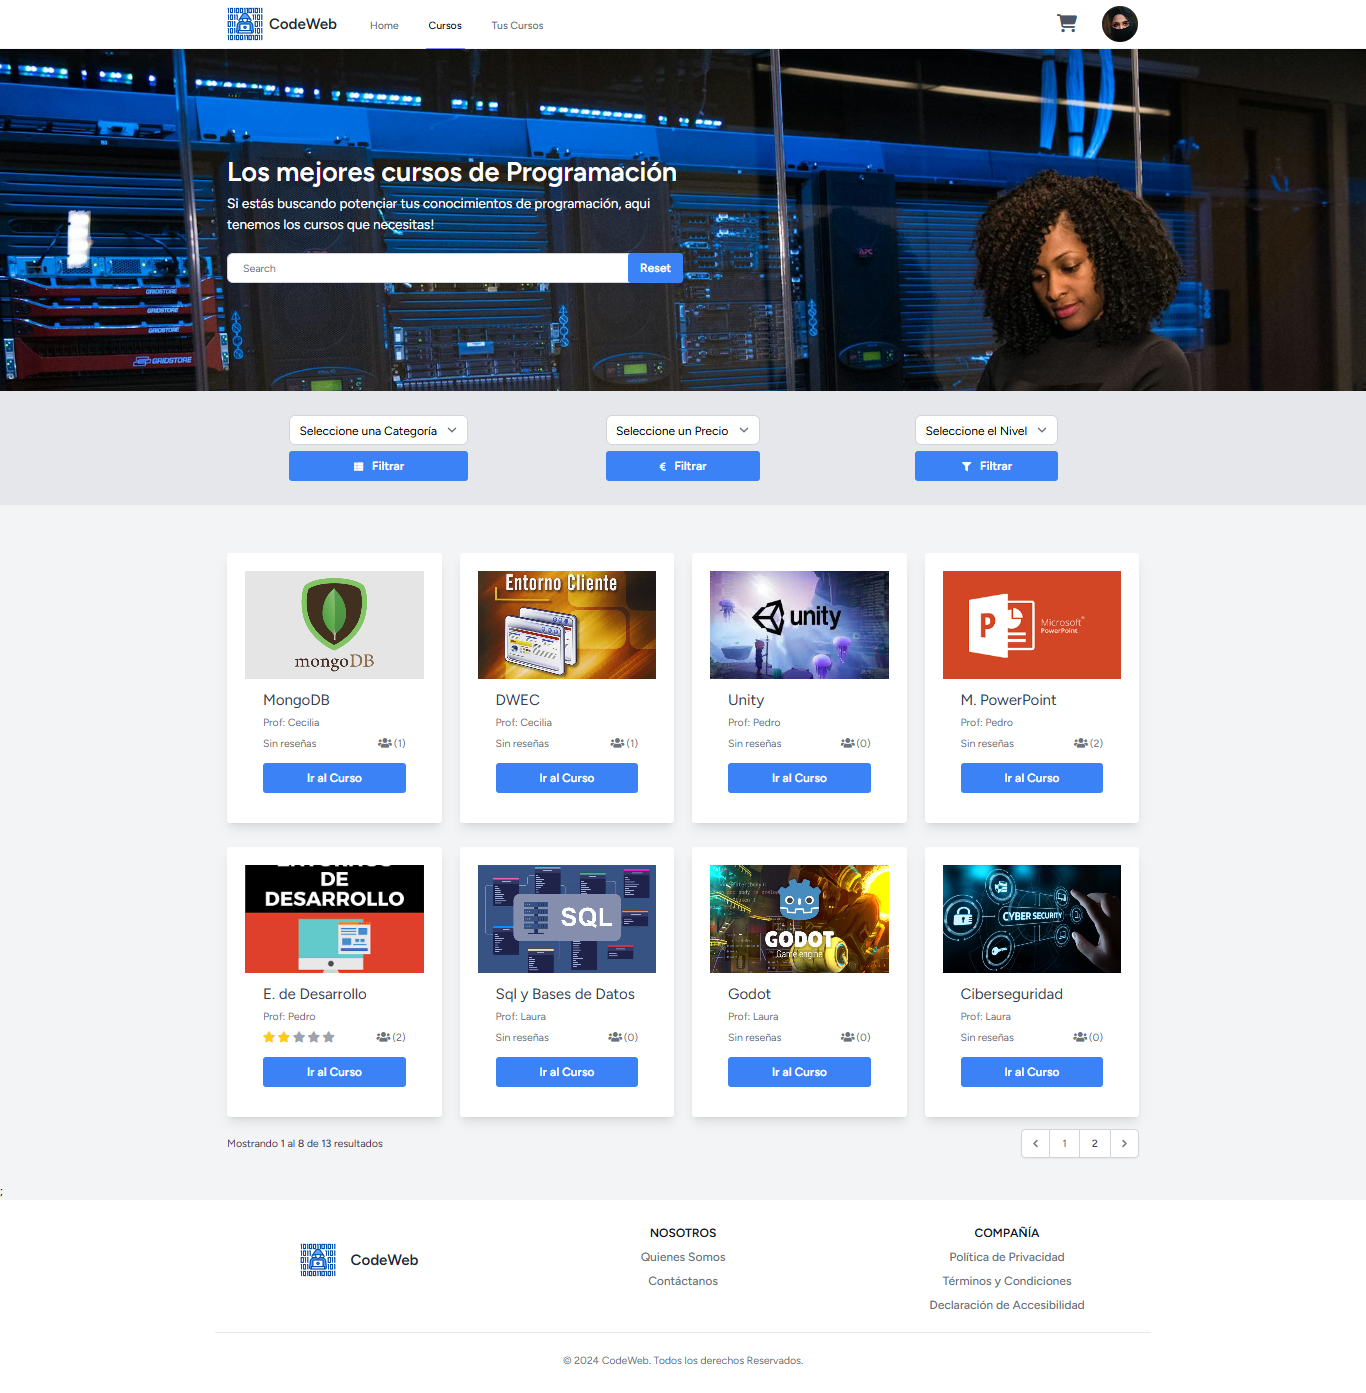 CodeWeb
Home
Cursos
Tus Cursos
Los mejores cursos de Programación
Si estás buscando potenciar tus conocimientos de programación, aqui
tenemos los cursos que necesitas!
Search
Reset
GRIDSTORE
GRIDSTORE
GRIDSTORE
GRIDSTORE
APC
Seleccione una Categoría
Seleccione un Precio
Seleccione el Nivel
Filtrar
€ Filtrar
Filtrar
mongoDB
Entorno Cliente
unity
P
Microsoft®
PowerPoint
MongoDB
DWEC
Unity
M. PowerPoint
Prof: Cecilia
Prof: Cecilia
Prof: Pedro
Prof: Pedro
Sin reseñas
(1)
Sin reseñas
(1)
Sin reseñas
(0)
Sin reseñas
(2)
Ir al Curso
Ir al Curso
Ir al Curso
Ir al Curso
ENTORNOS
DE
DESARROLLO
SQL
GODOT
Game engine
CYBER SECURITY
E. de Desarrollo
Sql y Bases de Datos
Godot
Ciberseguridad
Prof: Pedro
Prof: Laura
Prof: Laura
Prof: Laura
(2)
Sin reseñas
(0)
Sin reseñas
(0)
Sin reseñas
(0)
Ir al Curso
Ir al Curso
Ir al Curso
Ir al Curso
Mostrando 1 al 8 de 13 resultados
1
2
;
CodeWeb
NOSOTROS
Quienes Somos
Contáctanos
COMPAÑÍA
Política de Privacidad
Términos y Condiciones
Declaración de Accesibilidad
© 2024 CodeWeb. Todos los derechos Reservados.